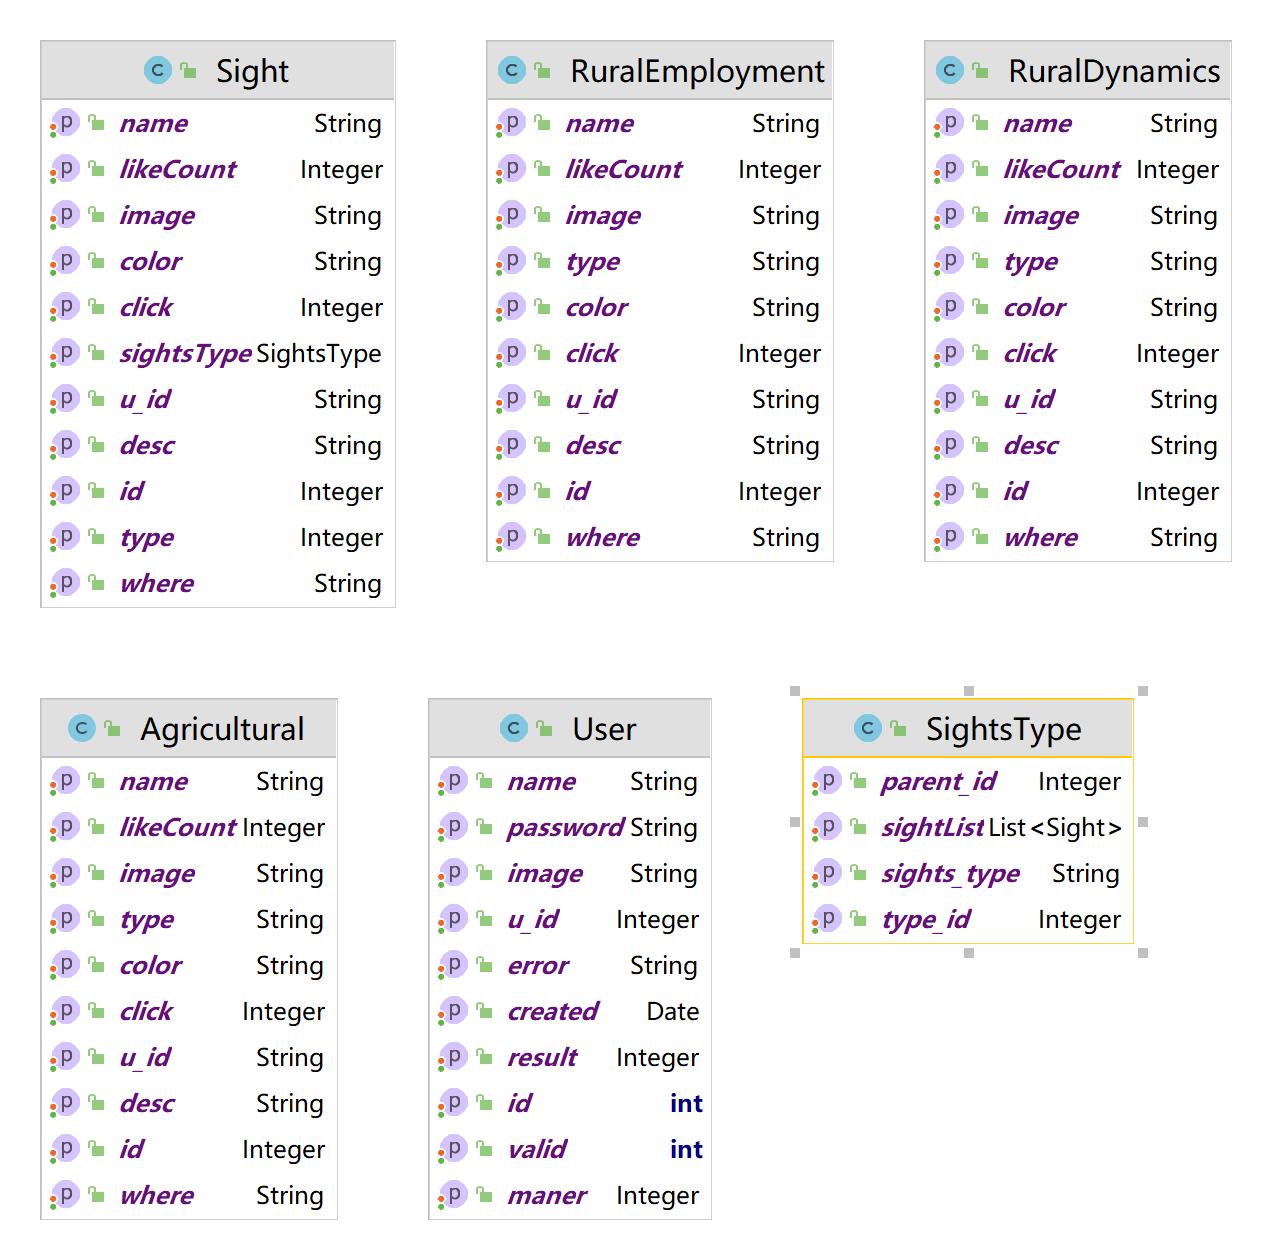 Sight
name String
likeCount Integer
image String
color String
click Integer
sightsType SightsType
u_id String
desc String
id Integer
type Integer
where String
RuralEmployment
name String
likeCount Integer
image String
type String
color String
click Integer
u_id String
desc String
id Integer
where String
RuralDynamics
name String
likeCount Integer
image String
type String
color String
click Integer
u_id String
desc String
id Integer
where String
Agricultural
name String
likeCount Integer
image String
type String
color String
click Integer
u_id String
desc String
id Integer
where String
User
name String
password String
image String
u_id Integer
error String
created Date
result Integer
id int
valid int
maner Integer
SightsType
parent_id Integer
sightList List<Sight>
sights_type String
type_id Integer